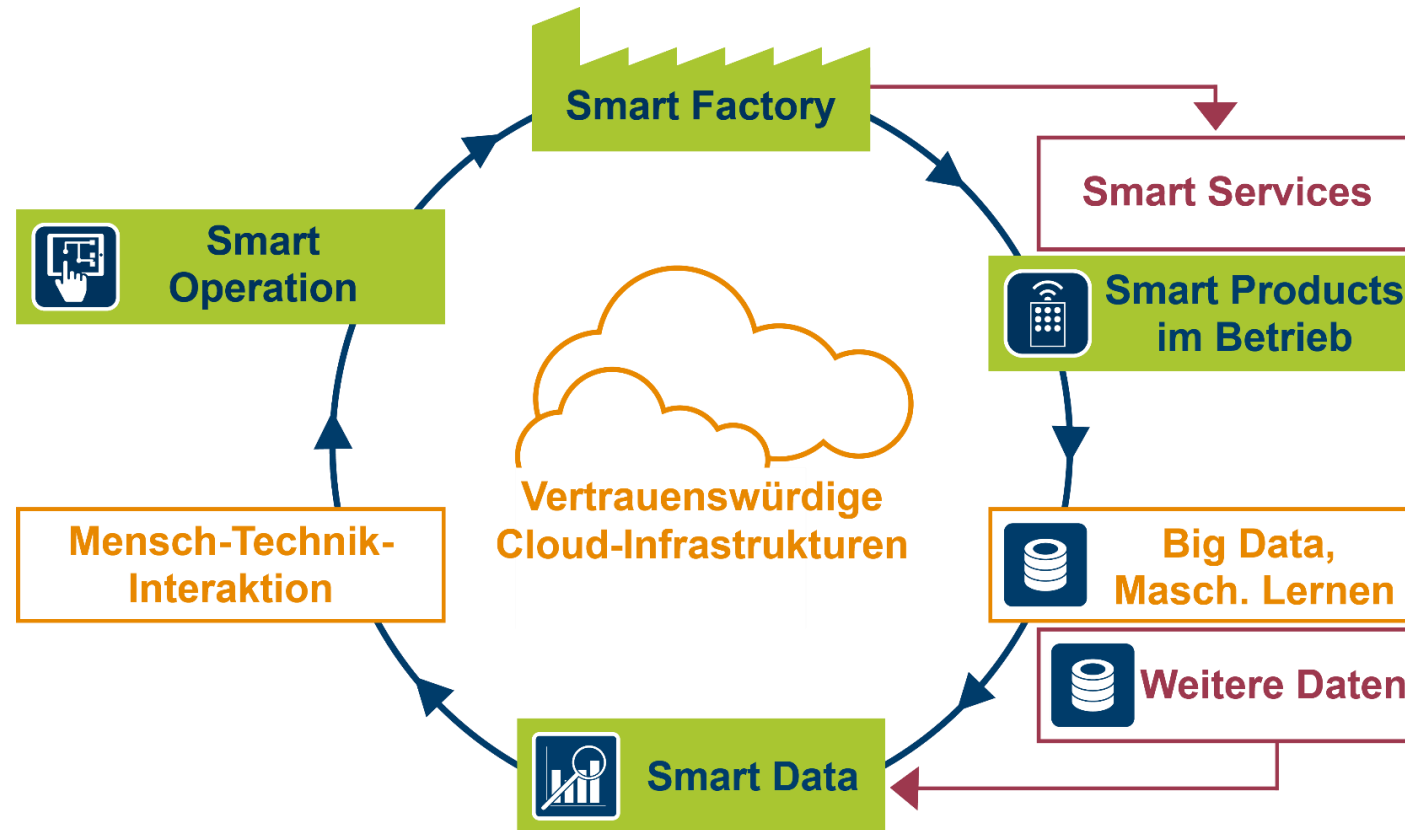 Smart Factory
Smart Services
Smart
Operation
Smart Products
im Betrieb
Vertrauenswürdige
Cloud-Infrastrukturen
Mensch-Technik-
Interaktion
Big Data,
Masch. Lernen
Weitere Daten
Smart Data